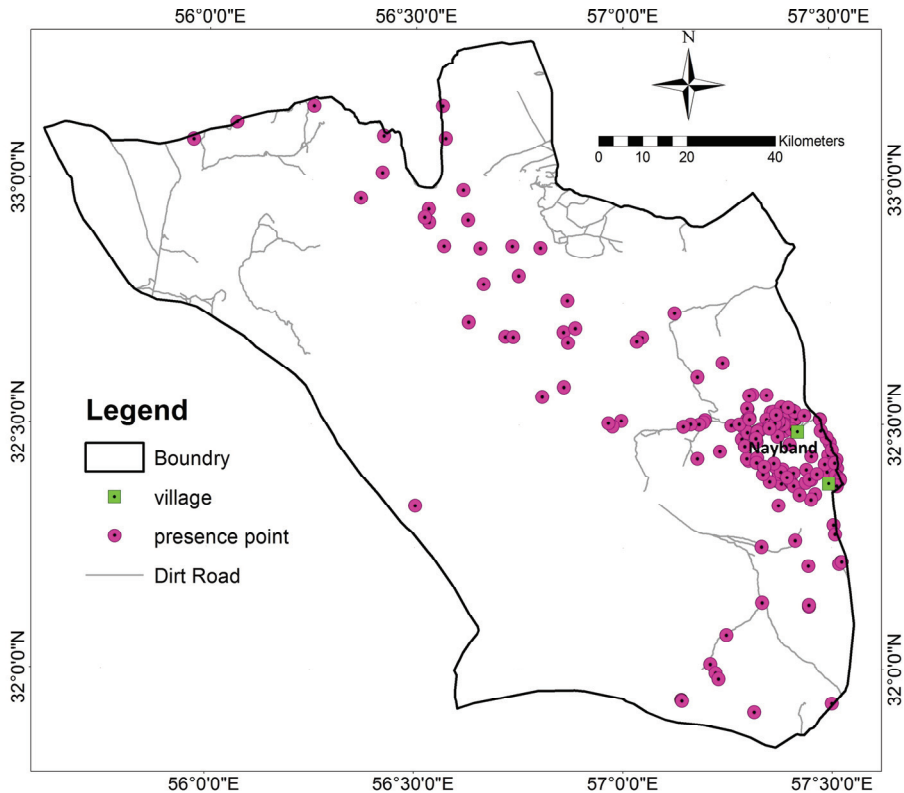 56°0'0"E 56°30'0"E 57°0'0"E 57°30'0"E
N
Kilometers
0 10 20 40
33°0'0"N
33°0'0"N
32°30'0"N
32°30'0"N
Nayband
Legend
Boundry
village
presence point
Dirt Road
32°0'0"N
32°0'0"N
56°0'0"E 56°30'0"E 57°0'0"E 57°30'0"E